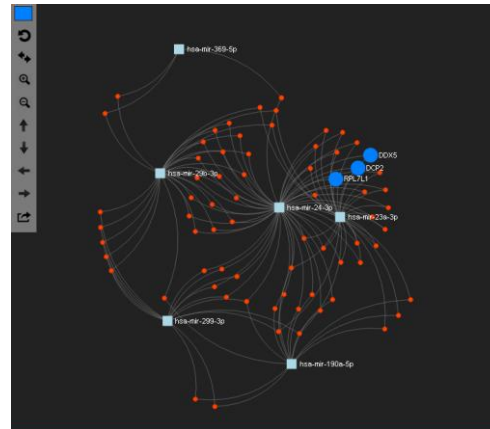 hsa-mir-369-5p
DDX5
DCP2
hsa-mir-29b-3p
RPL7L1
hsa-mir-24-3p
hsa-mir-23a-3p
hsa-mir-299-3p
hsa-mir-190a-5p